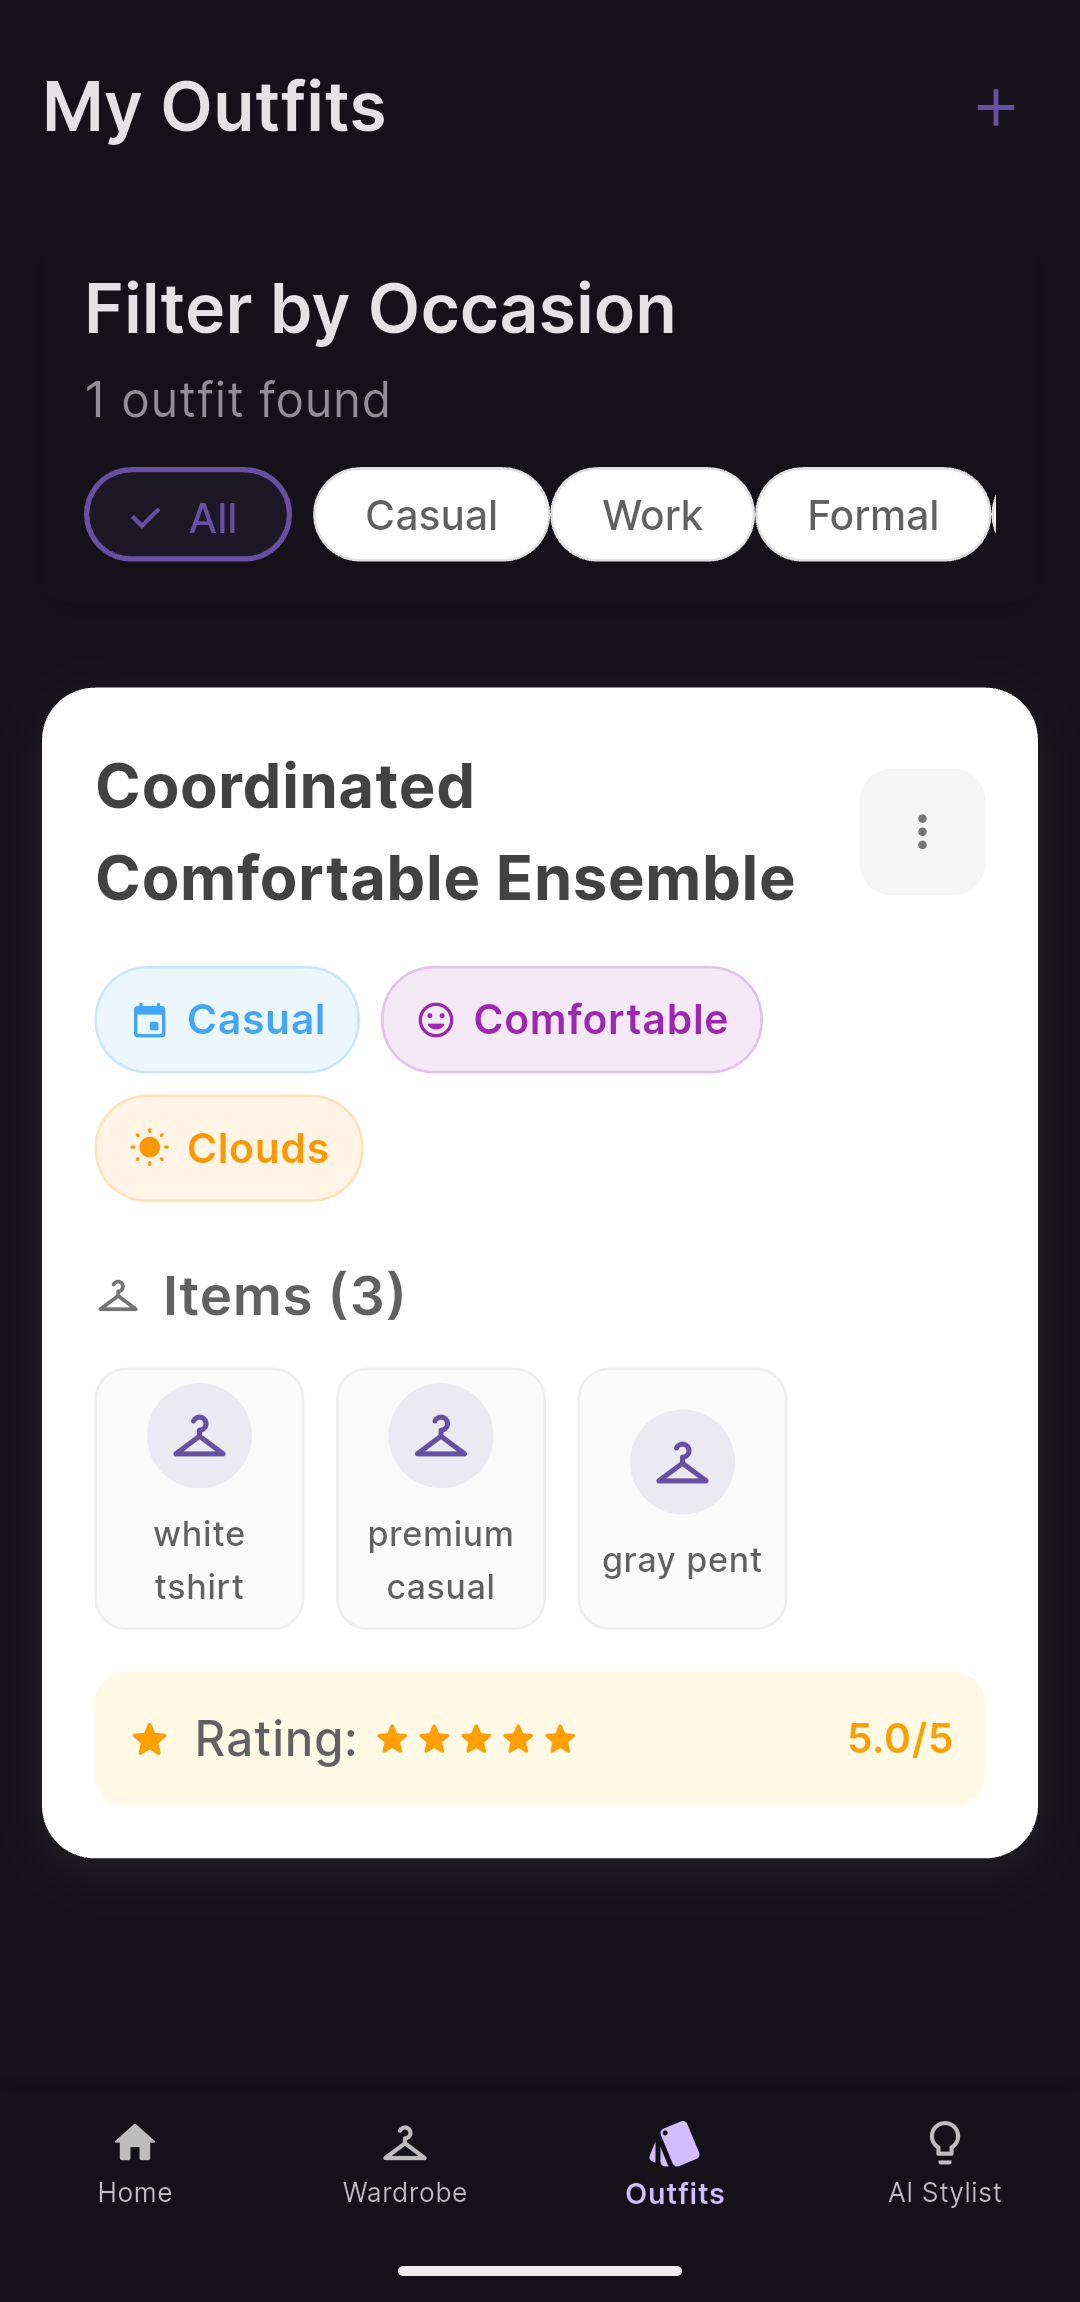 My Outfits
Filter by Occasion
1 outfit found
All
Casual
Work
Formal
Coordinated
Comfortable Ensemble
Casual
Comfortable
Clouds
Items (3)
white
tshirt
premium
casual
gray pent
Rating:
5.0/5
Home
Wardrobe
Outfits
AI Stylist